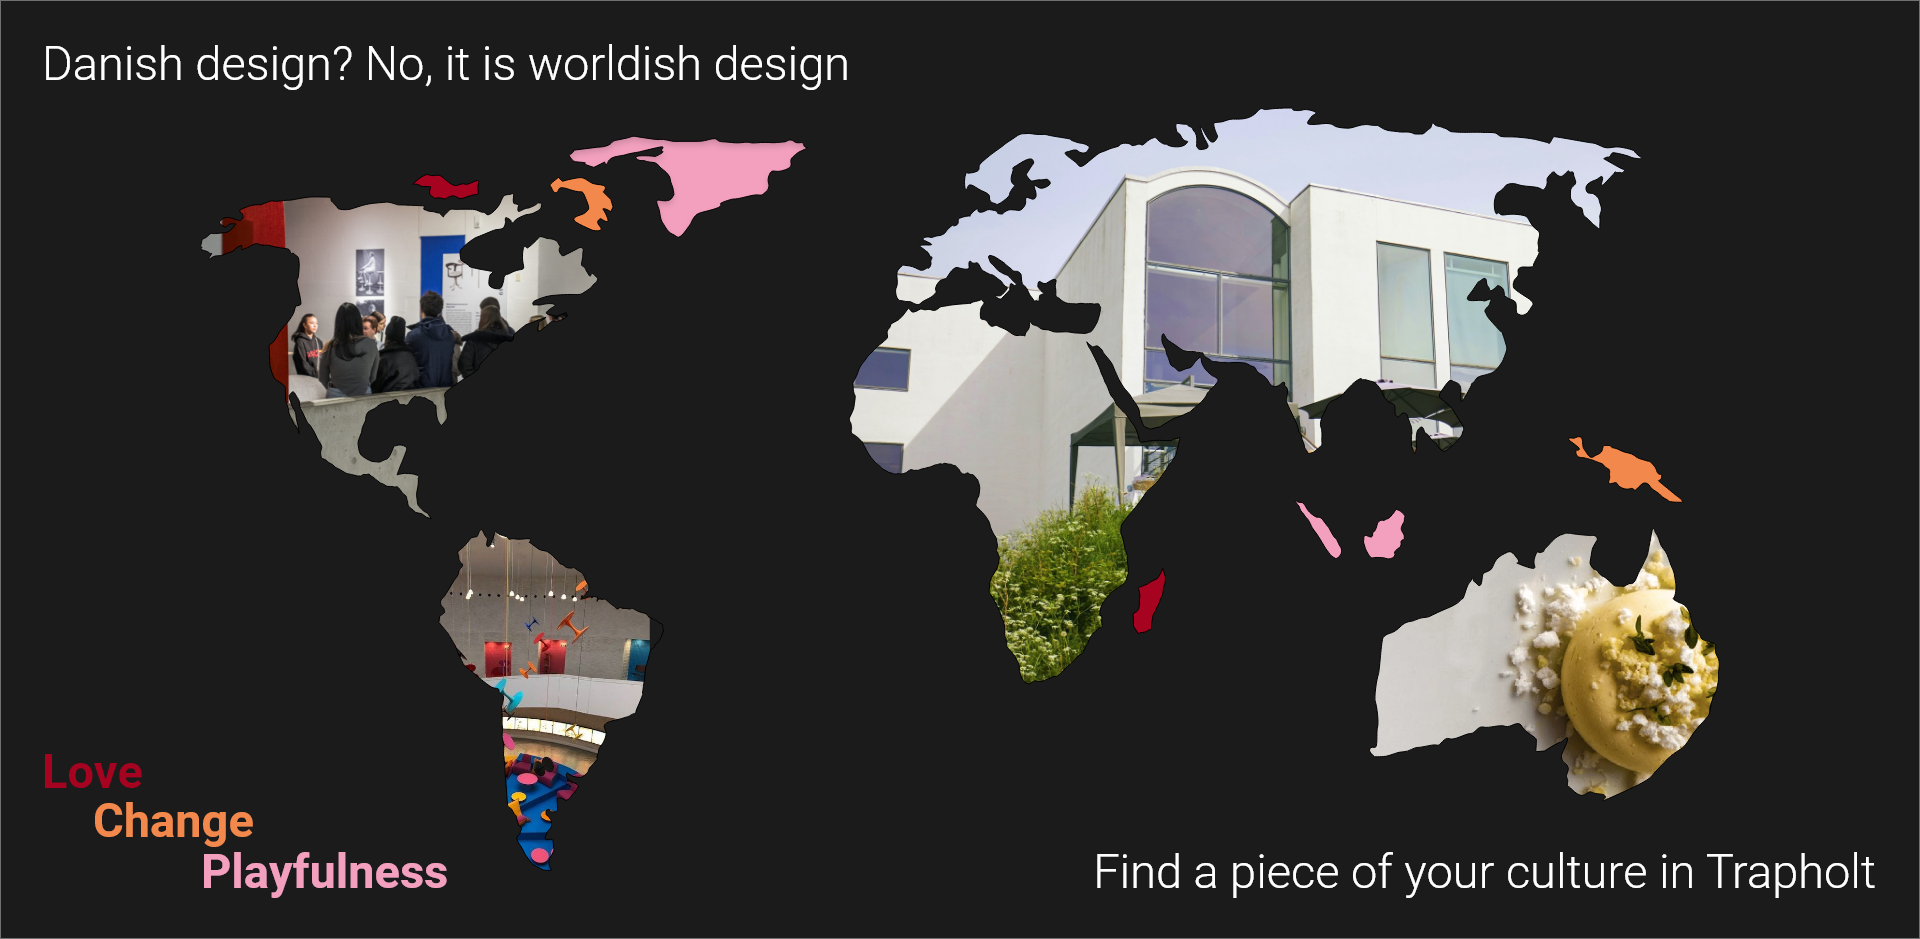 Danish design? No, it is worldish design
Love
Change
Playfulness
Find a piece of your culture in Trapholt